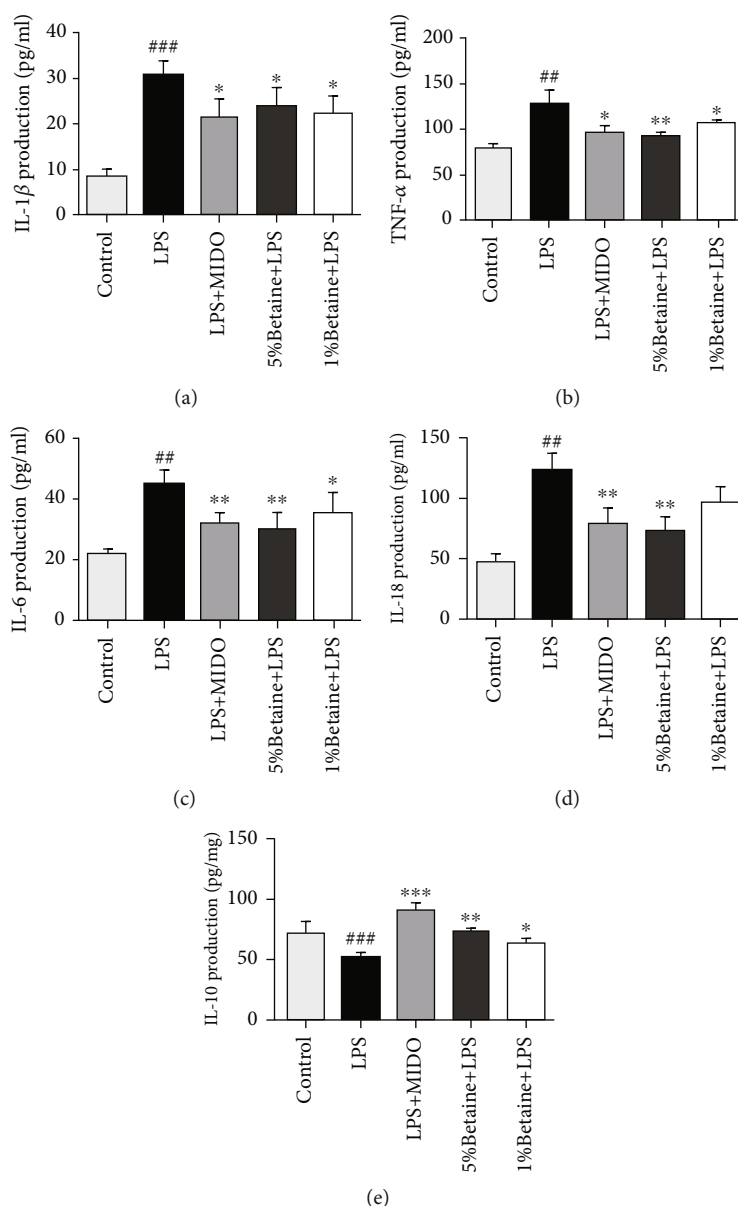 IL-1β production (pg/ml)
40
30
20
10
0
###
*
*
*
Control
LPS
LPS+MIDO
5%Betaine+LPS
1%Betaine+LPS
(a)
TNF-α production (pg/ml)
200
150
100
50
0
##
*
**
*
Control
LPS
LPS+MIDO
5%Betaine+LPS
1%Betaine+LPS
(b)
IL-6 production (pg/ml)
60
40
20
0
##
**
**
*
Control
LPS
LPS+MIDO
5%Betaine+LPS
1%Betaine+LPS
(c)
IL-18 production (pg/ml)
150
100
50
0
##
**
**
Control
LPS
LPS+MIDO
5%Betaine+LPS
1%Betaine+LPS
(d)
IL-10 production (pg/mg)
150
100
50
0
###
***
**
*
Control
LPS
LPS+MIDO
5%Betaine+LPS
1%Betaine+LPS
(e)